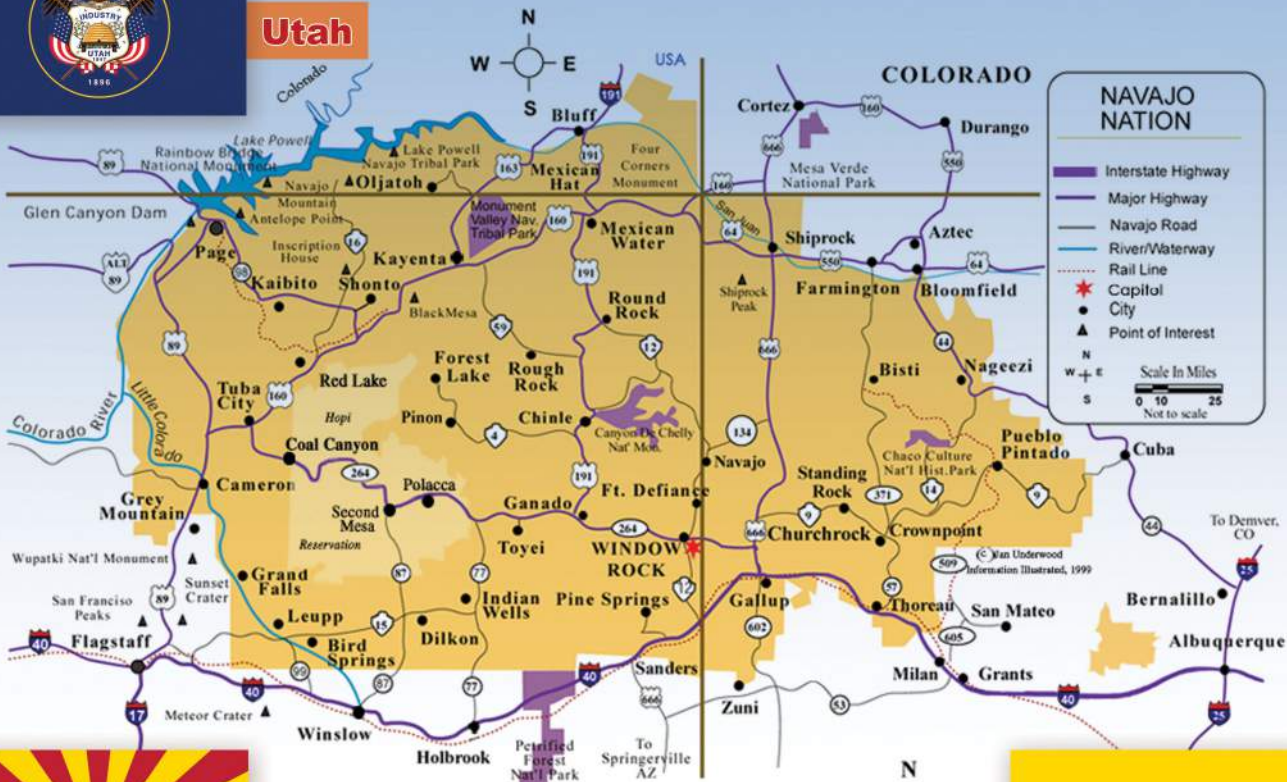 INDUSTRY
UTAH
1847
1896
Utah
N
W
E
S
USA
COLORADO
NAVAJO
NATION
Interstate Highway
Major Highway
Navajo Road
River/Waterway
Rail Line
Capitol
City
Point of Interest
N
W
E
S
Scale In Miles
0 10 25
Not to scale
Colorado
191
Bluff
Cortez
160
Durango
Lake Powell
Rainbow Bridge
National Monument
89
Lake Powell
Navajo Tribal Park
163
191
Mexican
Hat
Four
Corners
Monument
666
550
Mesa Verde
National Park
160
Navajo
Mountain
Oljatoh
Glen Canyon Dam
Antelope Point
Monument
Valley Nav.
Tribal Park
160
Mexican
Water
San Juan
64
Shiprock
Aztec
Page
Inscription
House
16
Kayenta
550
64
ALT
89
98
Kaibito
Shonto
191
Farmington
Bloomfield
BlackMesa
Round
Rock
Shiprock
Peak
59
89
12
666
44
Forest
Lake
Rough
Rock
Bisti
Nageezi
Red Lake
Tuba
City
160
Hopi
Pinon
Chinle
Canyon De Chelly
Nat' Mon.
Little Colorado
Colorado River
4
134
Coal Canyon
Pueblo
Pintado
Cuba
264
191
Navajo
Chaco Culture
Nat'l Hist.Park
Standing
Rock
Cameron
Polacca
Ganado
Ft. Defiance
371
14
9
Grey
Mountain
Second
Mesa
264
9
Reservation
Toyei
WINDOW
ROCK
666
Churchrock
Crownpoint
44
To Denver,
CO
Wupatki Nat'l Monument
509
Information Illustrated, 1999
25
Grand
Falls
87
77
12
57
Sunset
Crater
89
San Franciso
Peaks
Indian
Wells
Pine Springs
Gallup
Thoreau
San Mateo
Bernalillo
Leupp
15
Dilkon
602
605
Flagstaff
40
Bird
Springs
Albuquerque
99
87
77
40
Sanders
Milan
Grants
40
666
Zuni
53
40
25
17
Meteor Crater
Winslow
Holbrook
Petrified
Forest
Nat'l Park
To
Springerville
AZ
N